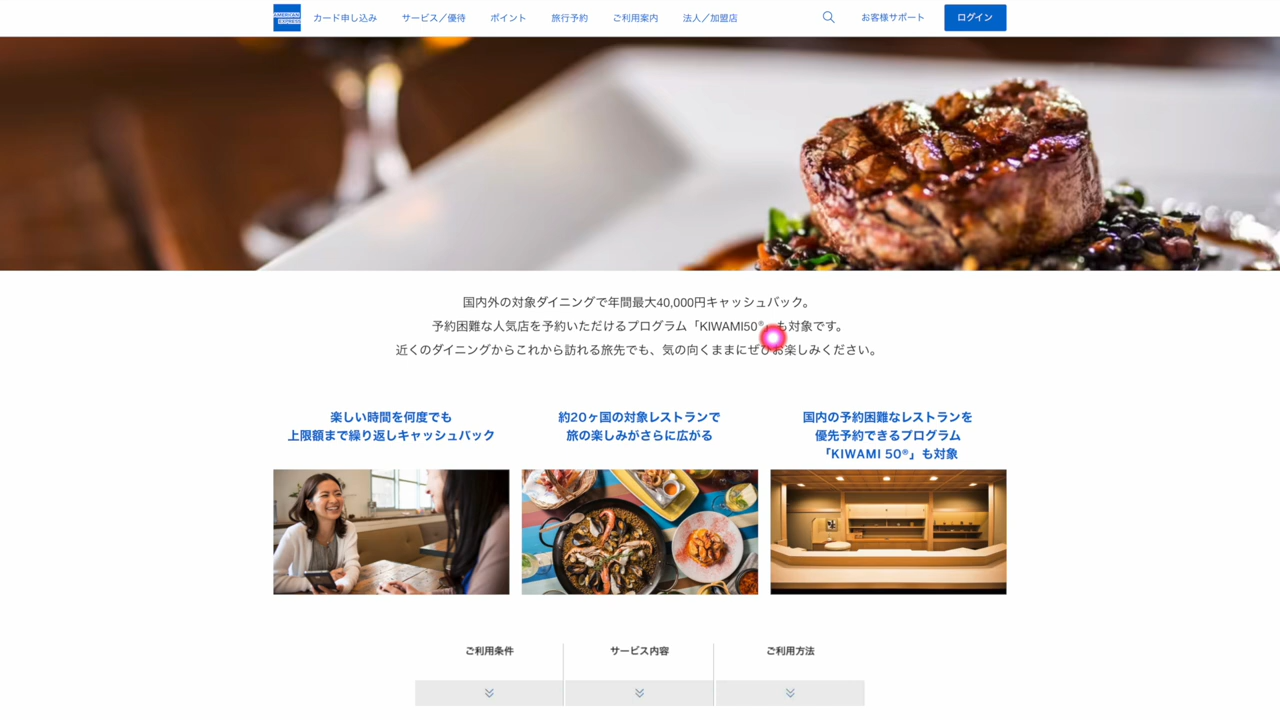 AMERICAN
EXPRESS
カード申し込み
サービス／優待
ポイント
旅行予約
ご利用案内
法人／加盟店
お客様サポート
ログイン
国内外の対象ダイニングで年間最大40,000円キャッシュバック。
予約困難な人気店を予約いただけるプログラム「KIWAMI50®」も対象です。
近くのダイニングからこれから訪れる旅先でも、気の向くままにぜひお楽しみください。
楽しい時間を何度でも
上限額まで繰り返しキャッシュバック
約20ヶ国の対象レストランで
旅の楽しみがさらに広がる
国内の予約困難なレストランを
優先予約できるプログラム
「KIWAMI 50®」も対象
ご利用条件
サービス内容
ご利用方法